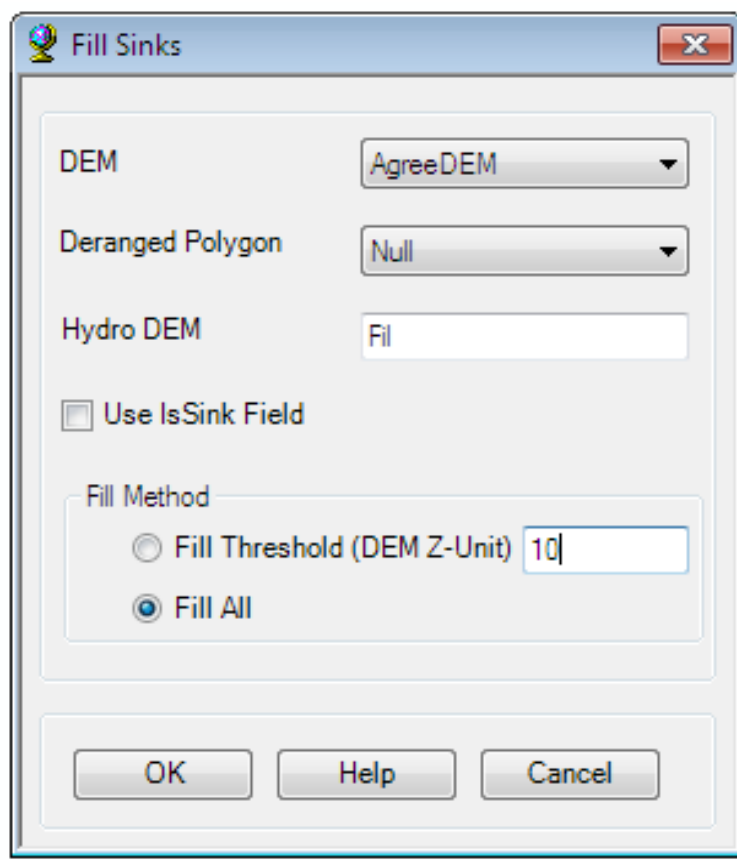 Fill Sinks
DEM AgreeDEM
Deranged Polygon Null
Hydro DEM Fil
Use IsSink Field
Fill Method
Fill Threshold (DEM Z-Unit) 10
Fill All
OK Help Cancel